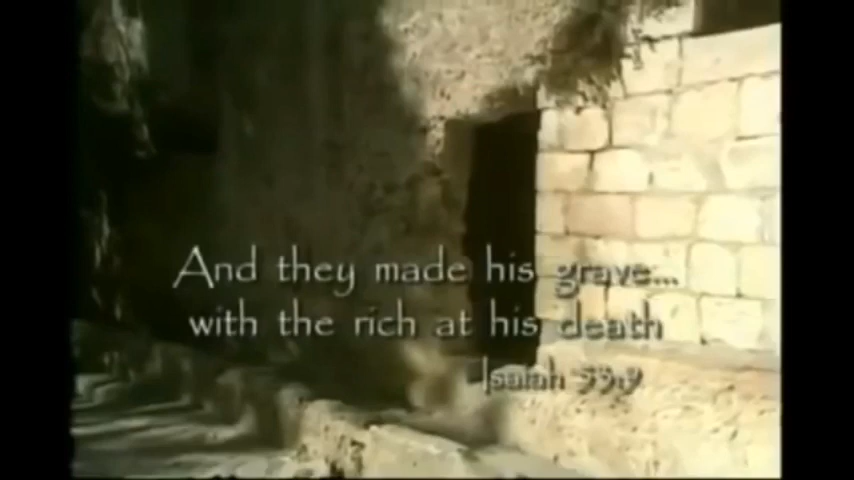 And they made his grave...
with the rich at his death
Isaiah 53:9